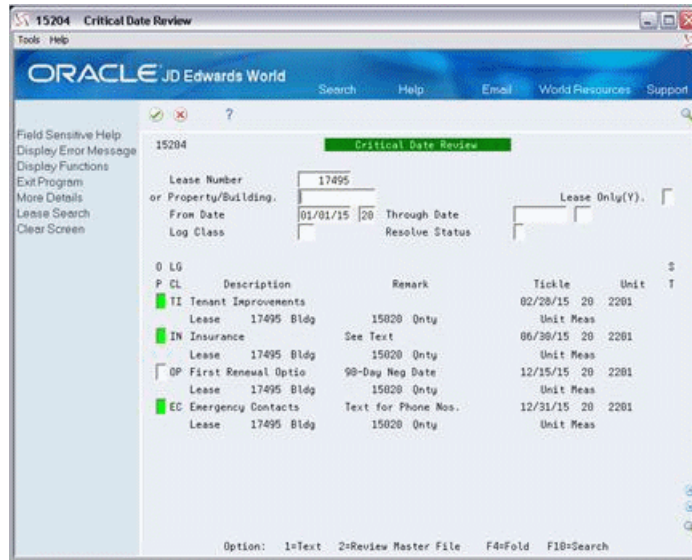 15204 Critical Date Review
Tools Help
ORACLE JD Edwards World
Search Help Email World Resources Support
?
Field Sensitive Help
Display Error Message
Display Functions
Exit Program
More Details
Lease Search
Clear Screen
15204 Critical Date Review
Lease Number 17495
or Property/Building. Lease Only(Y).
From Date 01/01/15 20 Through Date
Log Class Resolve Status
O LG S
P CL Description Remark Tickle Unit T
TI Tenant Improvements 02/28/15 20 2201
Lease 17495 Bldg 15020 Qnty Unit Meas
IN Insurance See Text 06/30/15 20 2201
Lease 17495 Bldg 15020 Qnty Unit Meas
OP First Renewal Optio 90-Day Neg Date 12/15/15 20 2201
Lease 17495 Bldg 15020 Qnty Unit Meas
EC Emergency Contacts Text for Phone Nos. 12/31/15 20 2201
Lease 17495 Bldg 15020 Qnty Unit Meas
Option: 1=Text 2=Review Master File F4=Fold F18=Search